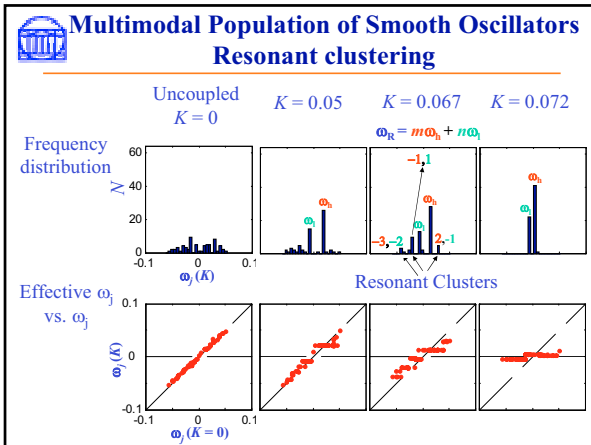 Multimodal Population of Smooth Oscillators
Resonant clustering
Uncoupled
K = 0
K = 0.05
K = 0.067
K = 0.072
ωR = mωh + nωl
Frequency
distribution
-1,1
60
40
20
0
N
ωl
ωh
ωl
ωh
-3,-2
2,-1
ωl
ωh
-0.1
0
0.1
ωj(K)
Resonant Clusters
Effective ωj
vs. ωj
0.1
0
-0.1
ωj(K)
-0.1
0
0.1
ωj(K = 0)